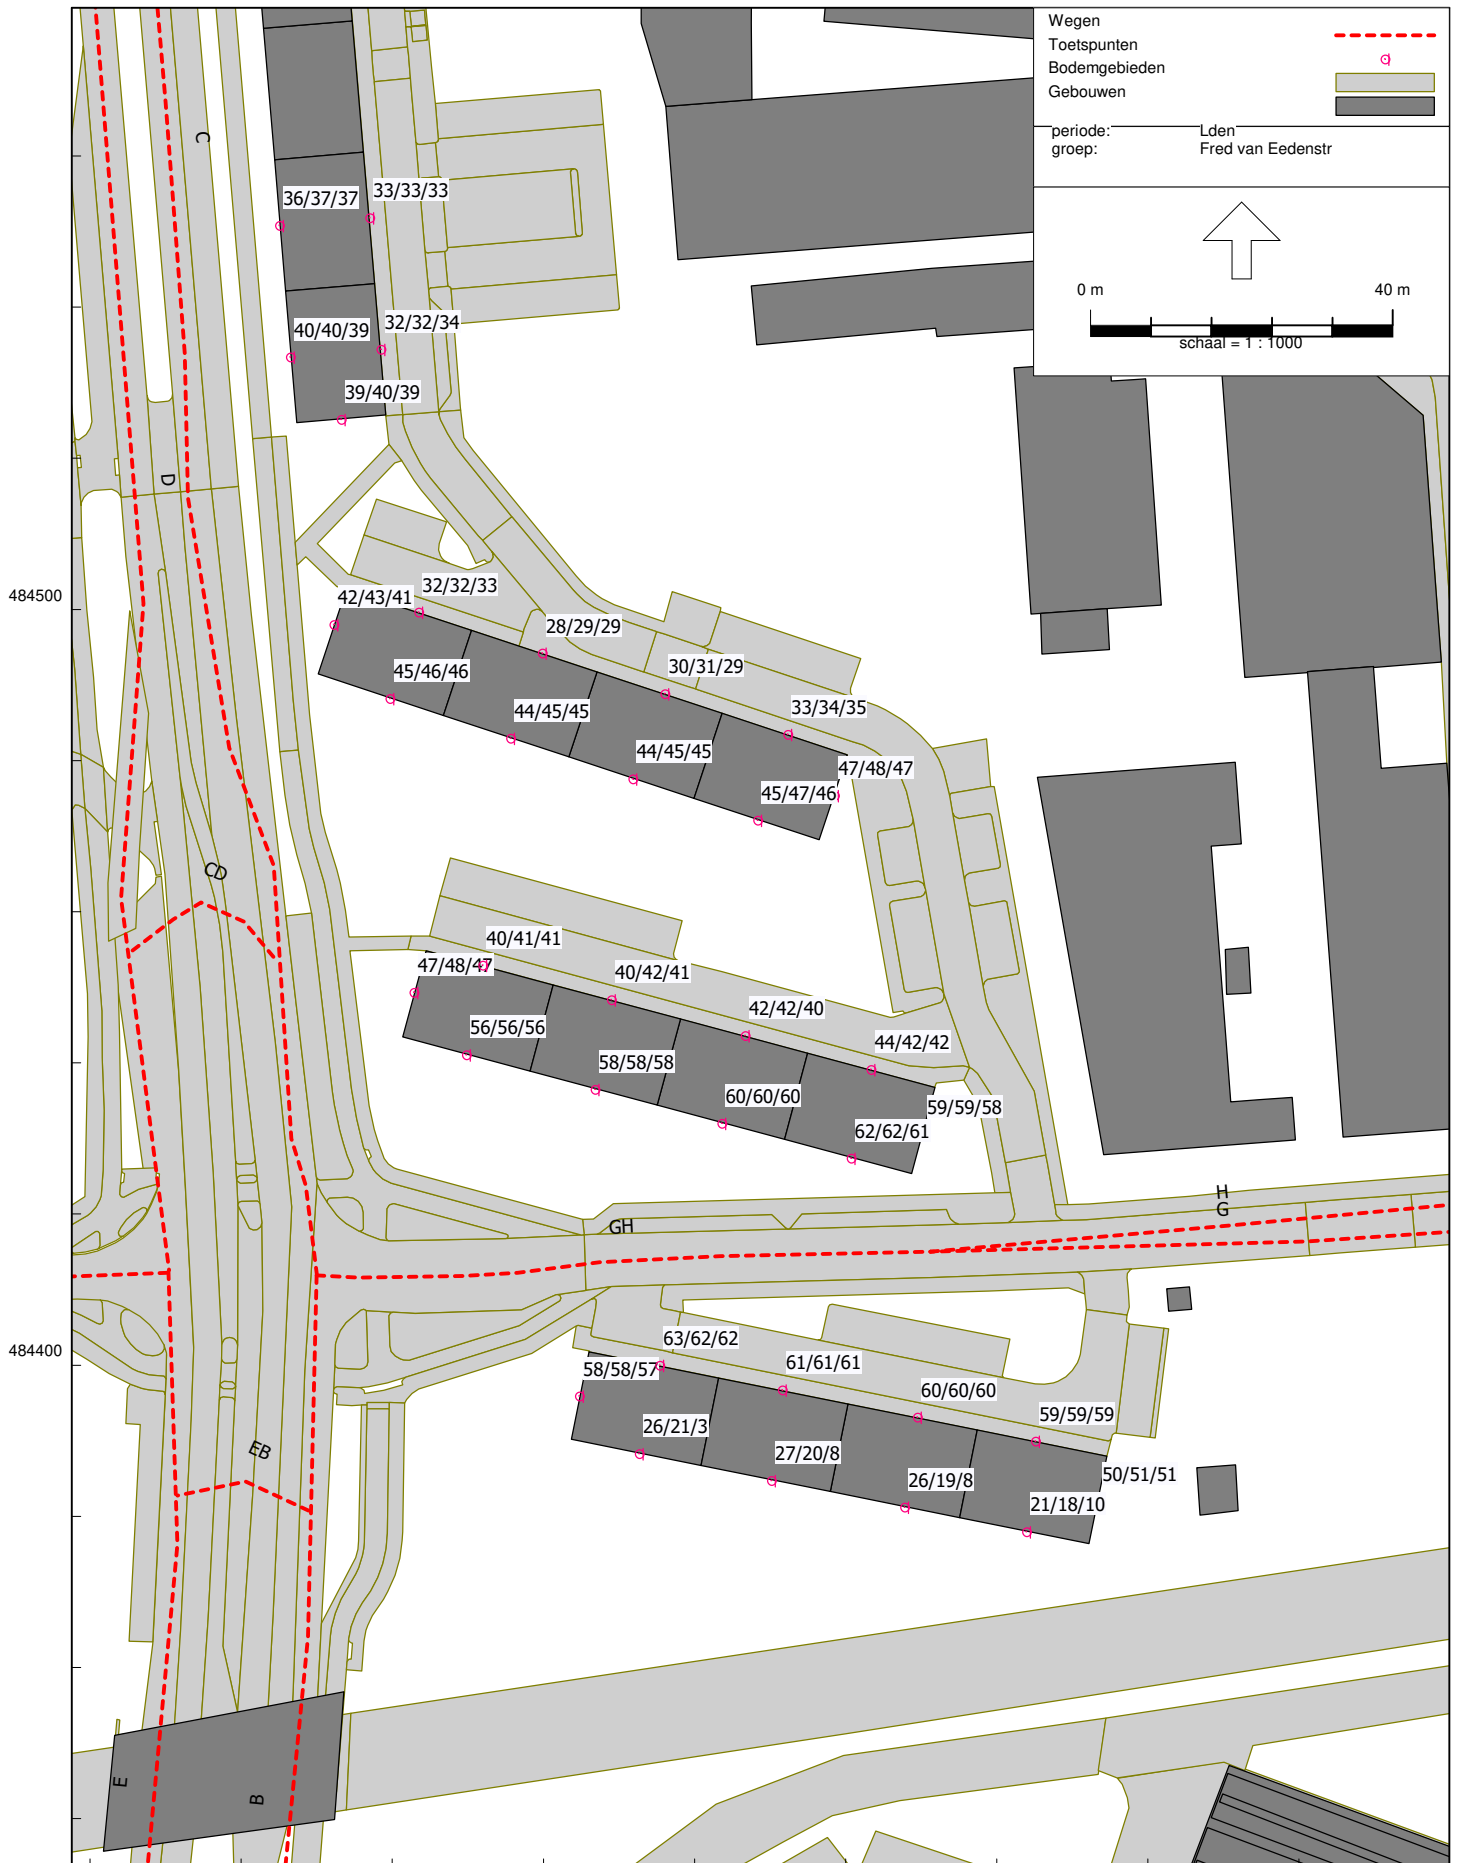 Wegen
Toetspunten
Bodemgebieden
Gebouwen
periode: Lden
groep: Fred van Eedenstr
0 m 40 m
schaal = 1 : 1000
C
36/37/37
33/33/33
40/40/39
32/32/34
39/40/39
D
484500
42/43/41
32/32/33
28/29/29
45/46/46
30/31/29
44/45/45
33/34/35
44/45/45
47/48/47
45/47/46
CD
40/41/41
47/48/47
40/42/41
42/42/40
56/56/56
44/42/42
58/58/58
60/60/60
59/59/58
62/62/61
H
G
GH
484400
63/62/62
58/58/57
61/61/61
60/60/60
26/21/3
59/59/59
EB
27/20/8
50/51/51
26/19/8
21/18/10
E
B